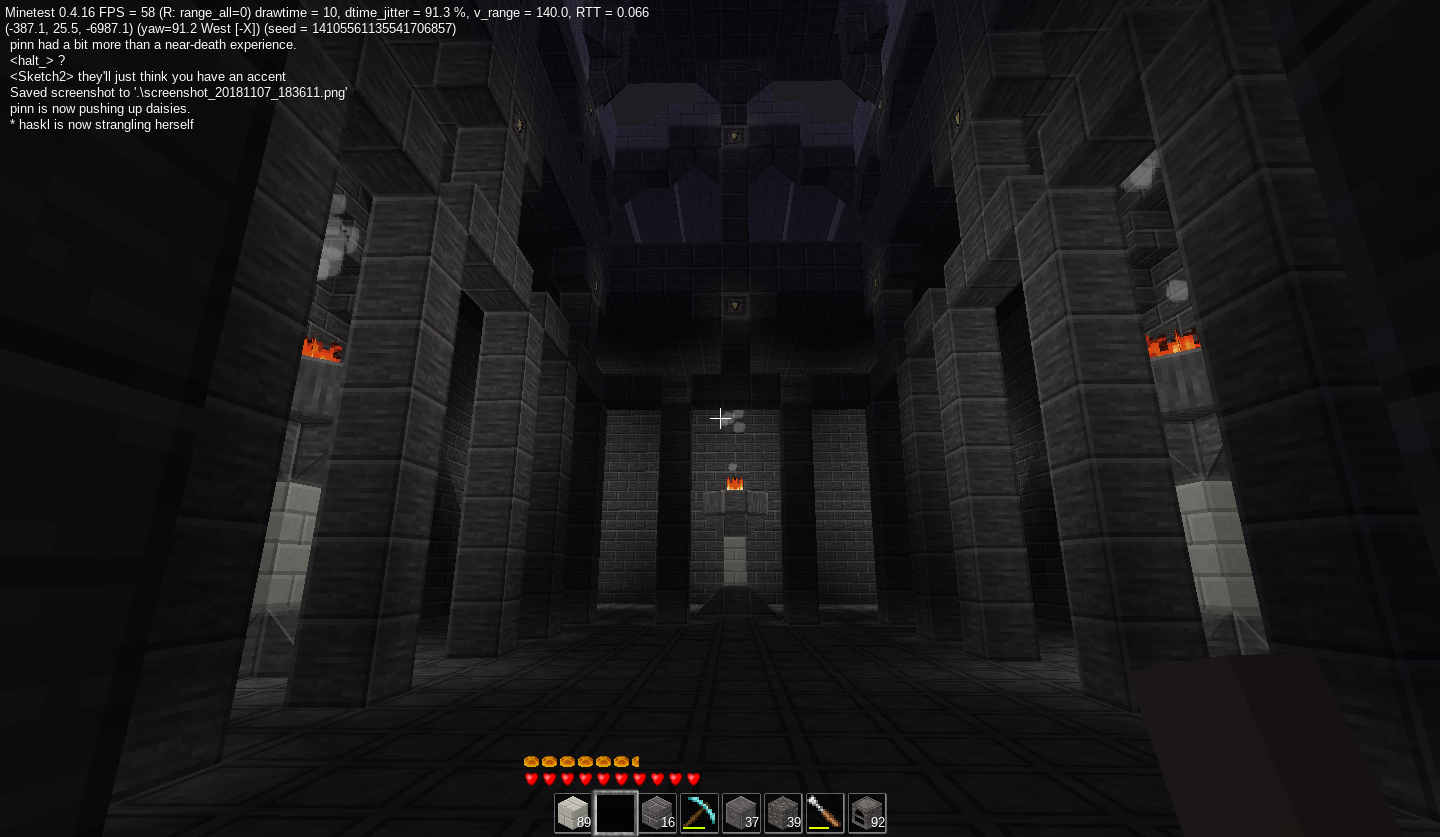 Minetest 0.4.16 FPS = 58 (R: range_all=0) drawtime = 10, dtime_jitter = 91.3 %, v_range = 140.0, RTT = 0.066
(-387.1, 25.5, -6987.1) (yaw=91.2 West [-X]) (seed = 14105561135541706857)
pinn had a bit more than a near-death experience.
<halt_> ?
<Sketch2> they'll just think you have an accent
Saved screenshot to '.\screenshot_20181107_183611.png'
pinn is now pushing up daisies.
* haskl is now strangling herself
89 16 37 39 92